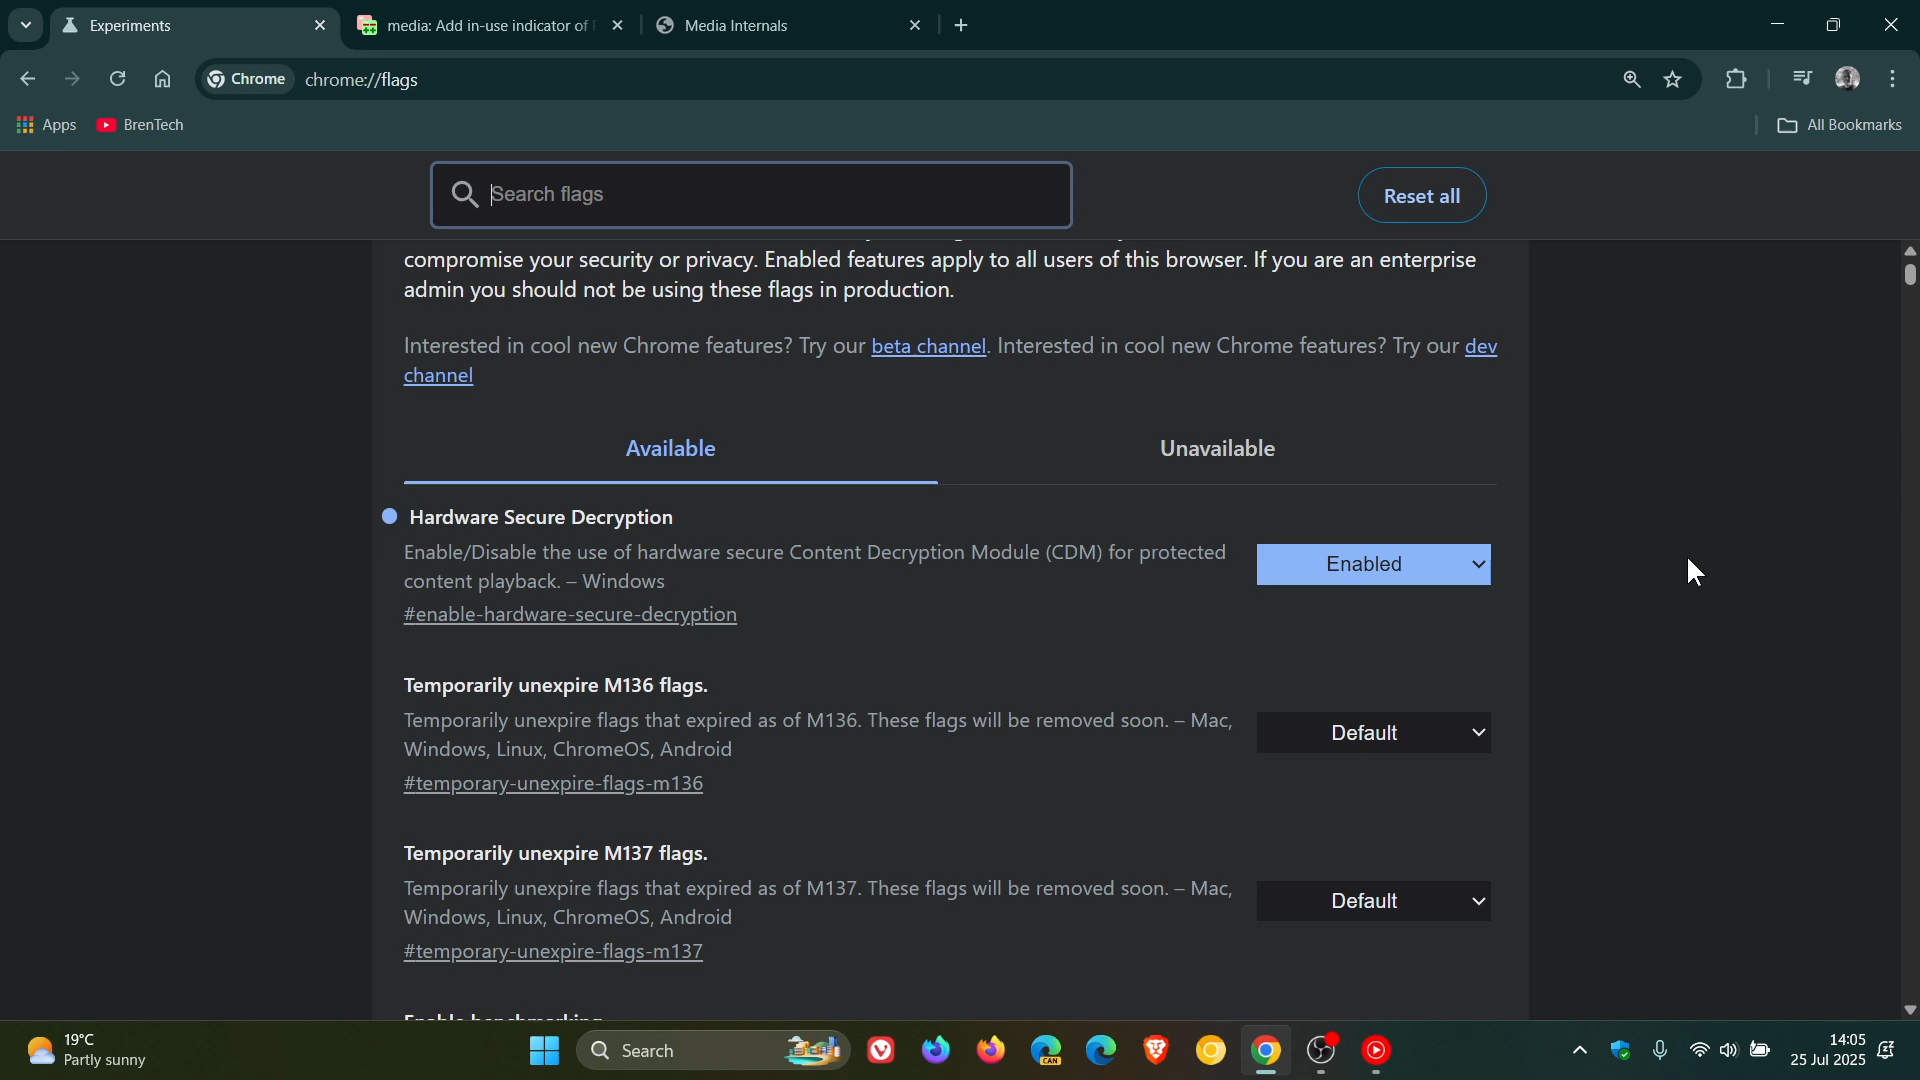 Experiments
media: Add in-use indicator of
Media Internals
Chrome
chrome://flags
Apps
BrenTech
All Bookmarks
Search flags
Reset all
compromise your security or privacy. Enabled features apply to all users of this browser. If you are an enterprise
admin you should not be using these flags in production.
Interested in cool new Chrome features? Try our beta channel. Interested in cool new Chrome features? Try our dev
channel
Available
Unavailable
Hardware Secure Decryption
Enable/Disable the use of hardware secure Content Decryption Module (CDM) for protected
content playback. – Windows
#enable-hardware-secure-decryption
Enabled
Temporarily unexpire M136 flags.
Temporarily unexpire flags that expired as of M136. These flags will be removed soon. – Mac,
Windows, Linux, ChromeOS, Android
#temporary-unexpire-flags-m136
Default
Temporarily unexpire M137 flags.
Temporarily unexpire flags that expired as of M137. These flags will be removed soon. – Mac,
Windows, Linux, ChromeOS, Android
#temporary-unexpire-flags-m137
Default
Enable benchmarking
19°C
Partly sunny
Search
CAN
14:05
25 Jul 2025